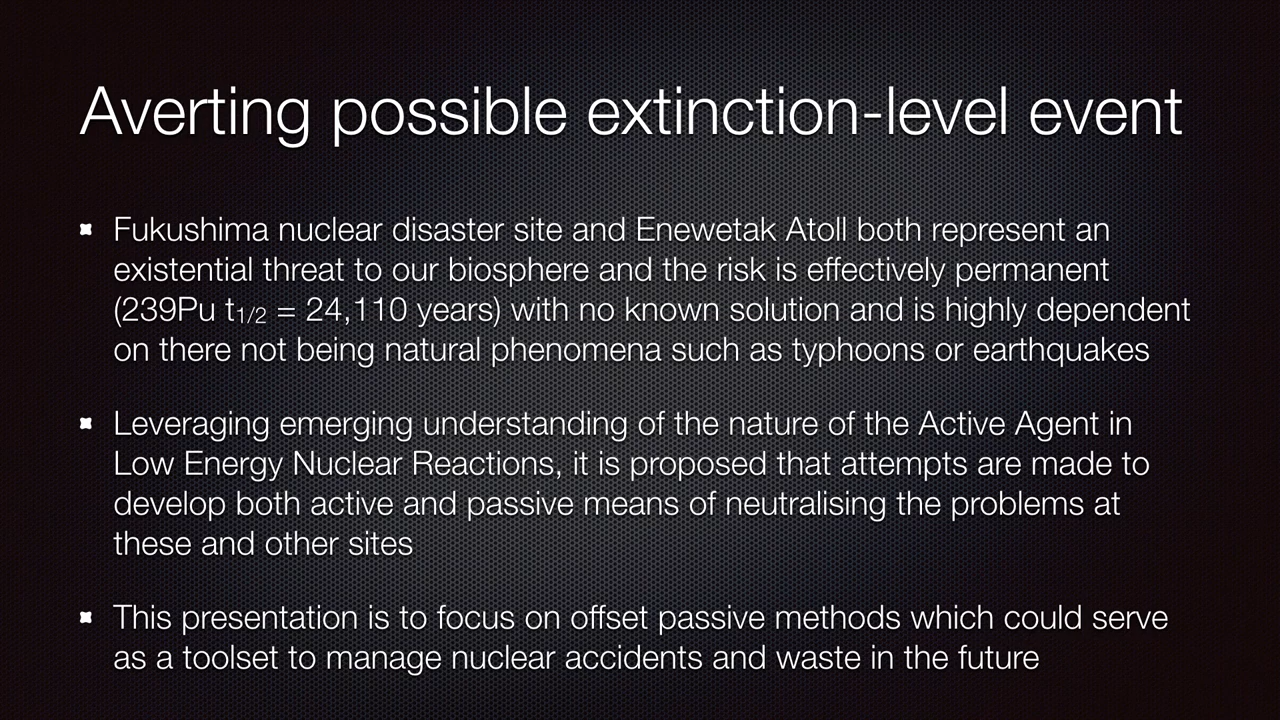 Averting possible extinction-level event
Fukushima nuclear disaster site and Enewetak Atoll both represent an
existential threat to our biosphere and the risk is effectively permanent
(239Pu t1/2 = 24,110 years) with no known solution and is highly dependent
on there not being natural phenomena such as typhoons or earthquakes
Leveraging emerging understanding of the nature of the Active Agent in
Low Energy Nuclear Reactions, it is proposed that attempts are made to
develop both active and passive means of neutralising the problems at
these and other sites
This presentation is to focus on offset passive methods which could serve
as a toolset to manage nuclear accidents and waste in the future